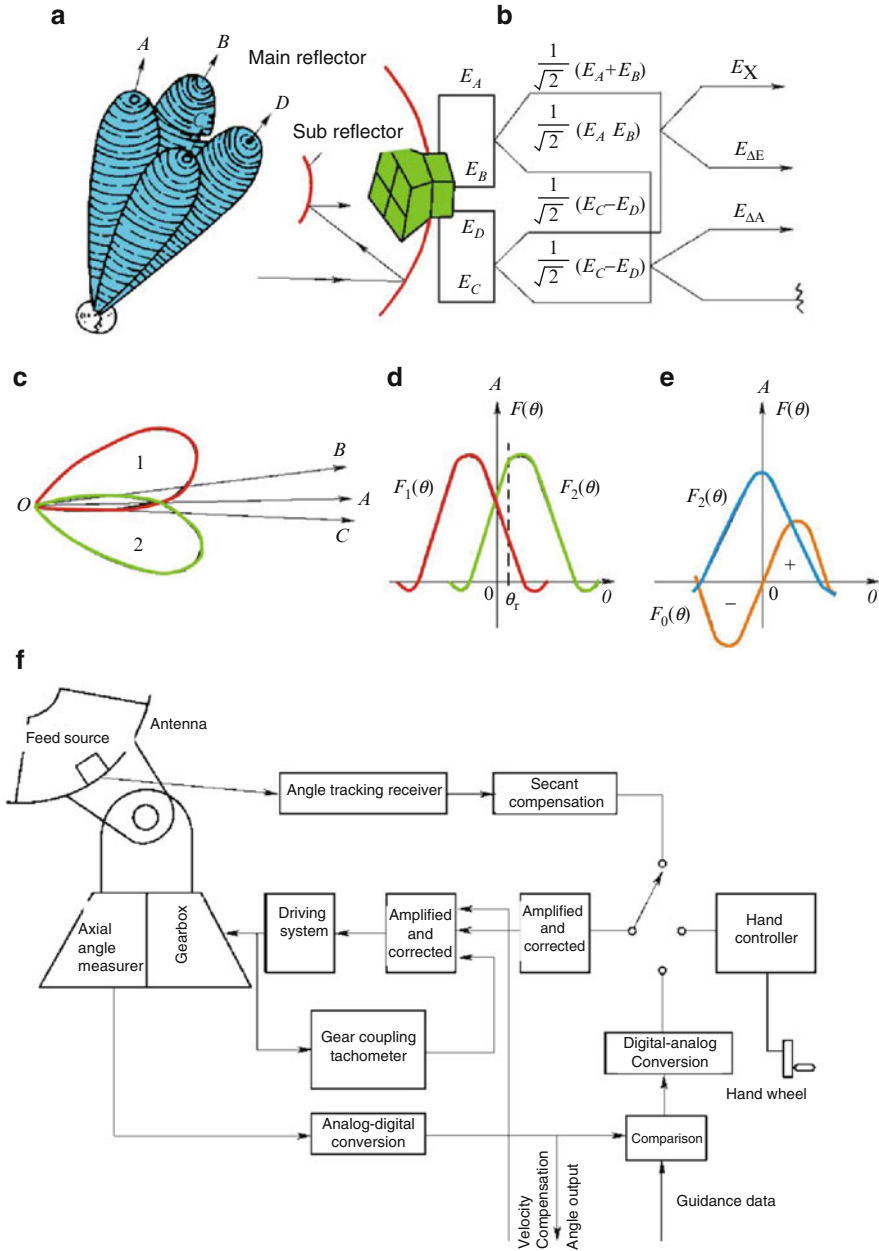 a
b
A
B
D
Main reflector
Sub reflector
E_A
E_B
E_D
E_C
1/√2 (E_A+E_B)
1/√2 (E_A E_B)
1/√2 (E_C−E_D)
1/√2 (E_C−E_D)
E_X
E_ΔE
E_ΔA
c
1
2
O
B
A
C
d
A
F(θ)
F_1(θ)
F_2(θ)
0
θ_r
θ
e
A
F(θ)
F_2(θ)
+
−
0
θ
F_0(θ)
f
Feed source
Antenna
Angle tracking receiver
Secant
compensation
Axial
angle
measurer
Gearbox
Driving
system
Amplified
and
corrected
Amplified
and
corrected
Hand
controller
Gear coupling
tachometer
Digital-analog
Conversion
Hand wheel
Analog-digital
conversion
Comparison
Velocity
Compensation
Angle output
Guidance data